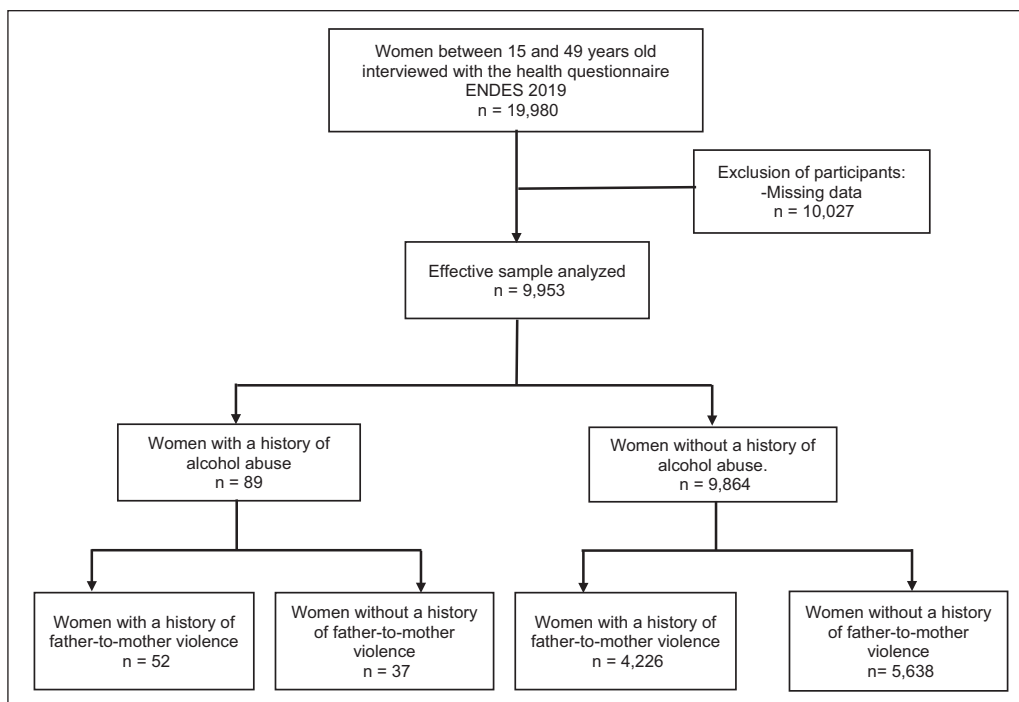 Women between 15 and 49 years old
interviewed with the health questionnaire
ENDES 2019
n = 19,980
Exclusion of participants:
-Missing data
n = 10,027
Effective sample analyzed
n = 9,953
Women with a history of
alcohol abuse
n = 89
Women without a history of
alcohol abuse.
n = 9,864
Women with a history of
father-to-mother violence
n = 52
Women without a history
of father-to-mother
violence
n = 37
Women with a history
of father-to-mother violence
n = 4,226
Women without a history
of father-to-mother
violence
n= 5,638